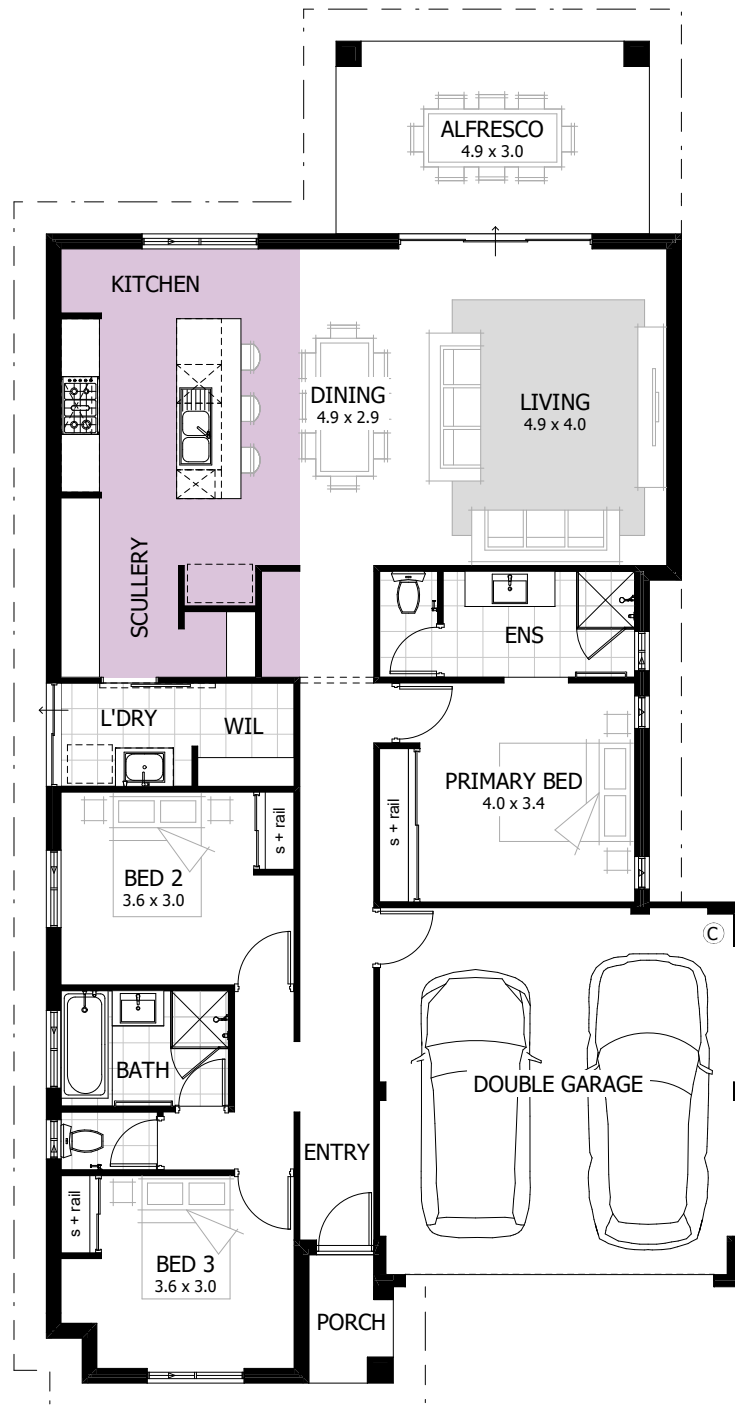 ALFRESCO
4.9 x 3.0
KITCHEN
DINING
4.9 x 2.9
LIVING
4.9 x 4.0
SCULLERY
ENS
L'DRY
WIL
PRIMARY BED
4.0 x 3.4
s + rail
s + rail
BED 2
3.6 x 3.0
C
BATH
DOUBLE GARAGE
ENTRY
s + rail
BED 3
3.6 x 3.0
PORCH